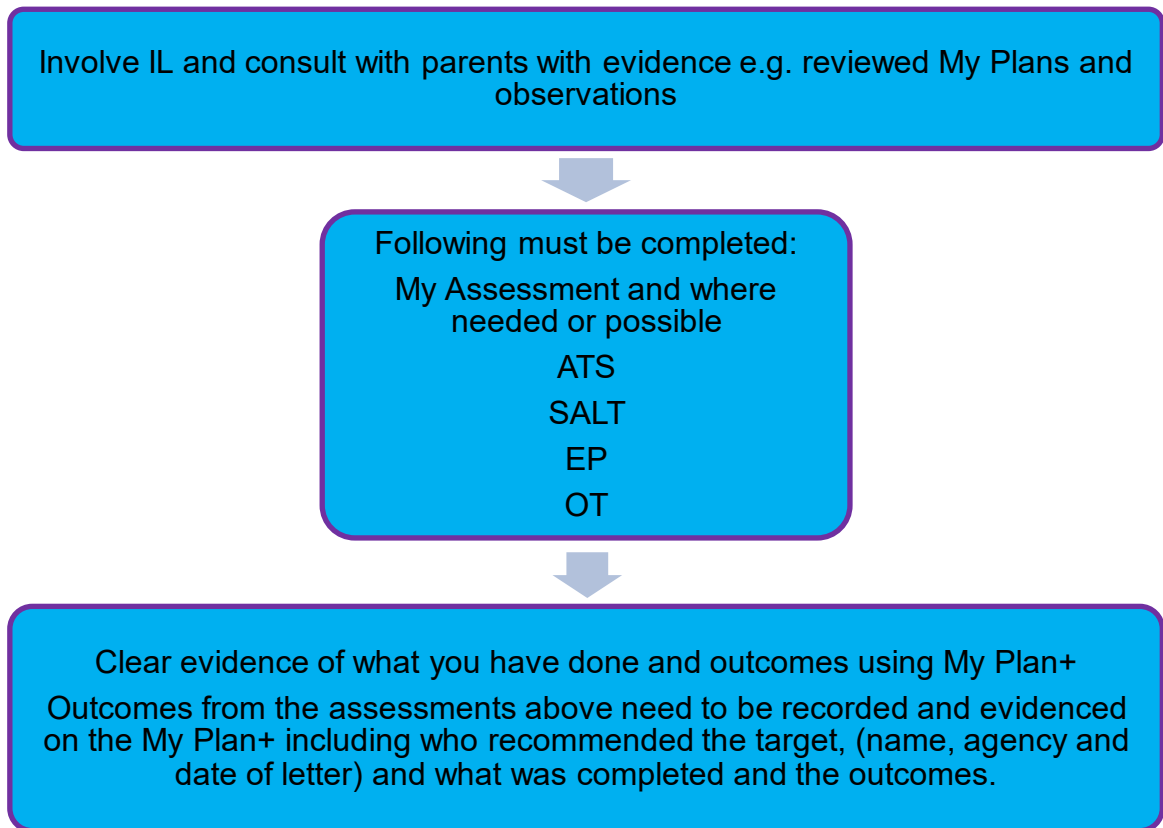 Involve IL and consult with parents with evidence e.g. reviewed My Plans and
observations
Following must be completed:
My Assessment and where
needed or possible
ATS
SALT
EP
OT
Clear evidence of what you have done and outcomes using My Plan+
Outcomes from the assessments above need to be recorded and evidenced
on the My Plan+ including who recommended the target, (name, agency and
date of letter) and what was completed and the outcomes.